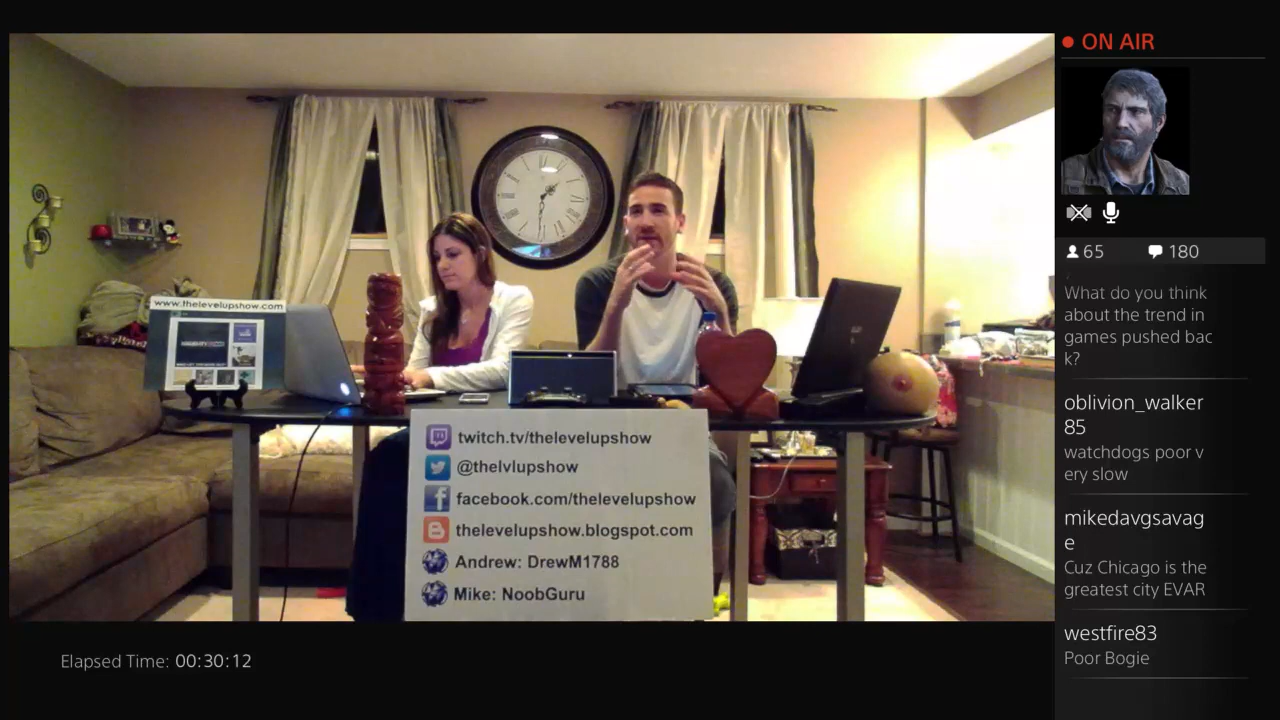 ON AIR
65 180
What do you think
about the trend in
games pushed bac
k?
oblivion_walker
85
watchdogs poor v
ery slow
mikedavgsavag
e
Cuz Chicago is the
greatest city EVAR
westfire83
Poor Bogie
www.thelevelupshow.com
twitch.tv/thelevelupshow
@thelvlupshow
facebook.com/thelevelupshow
thelevelupshow.blogspot.com
Andrew: DrewM1788
Mike: NoobGuru
Elapsed Time: 00:30:12